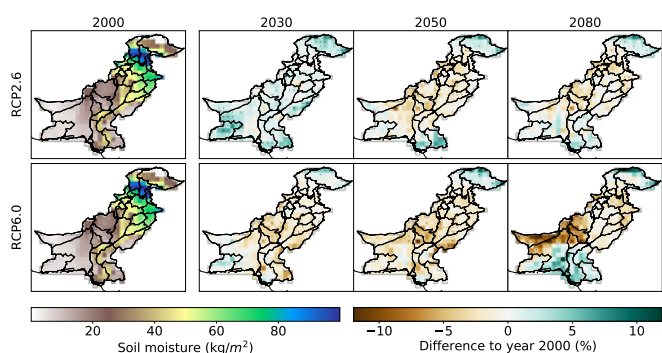 2000 2030 2050 2080
RCP2.6
RCP6.0
20 40 60 80 −10 −5 0 5 10
Soil moisture (kg/m²) Difference to year 2000 (%)